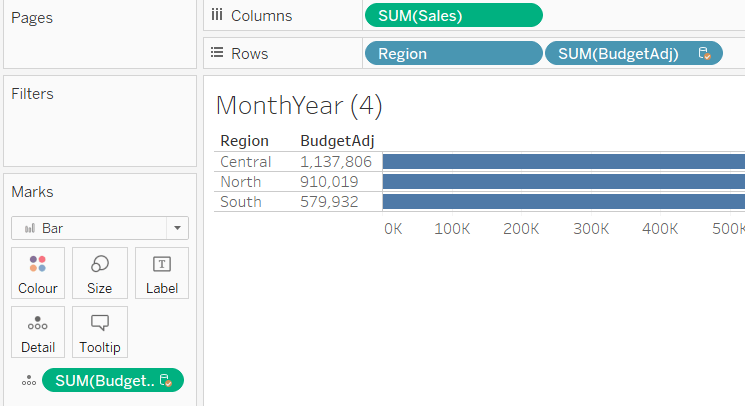 Pages
Columns SUM(Sales)
Rows Region SUM(BudgetAdj)
Filters
MonthYear (4)
Region BudgetAdj
Central 1,137,806
North 910,019
South 579,932
0K 100K 200K 300K 400K 500K
Marks
Bar
Colour Size Label
Detail Tooltip
SUM(Budget..